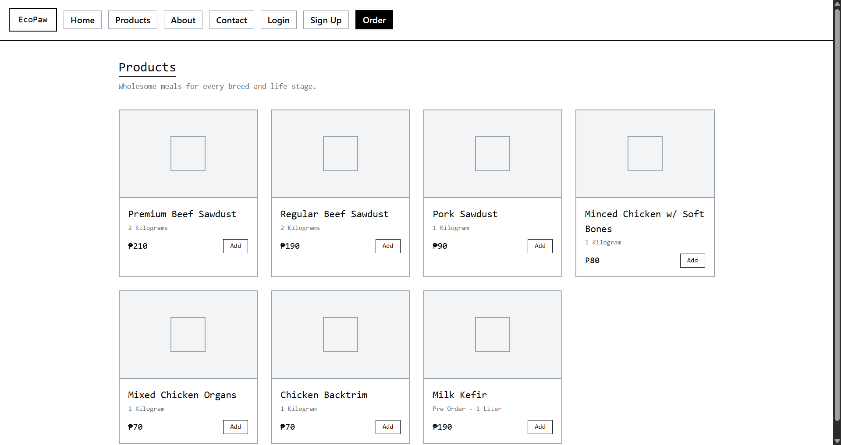 EcoPaw Home Products About Contact Login Sign Up Order
Products
Wholesome meals for every breed and life stage.
Premium Beef Sawdust
2 Kilograms
₱210 Add
Regular Beef Sawdust
2 Kilograms
₱190 Add
Pork Sawdust
1 Kilogram
₱90 Add
Minced Chicken w/ Soft
Bones
1 Kilogram
P80 Add
Mixed Chicken Organs
1 Kilogram
₱70 Add
Chicken Backtrim
1 Kilogram
₱70 Add
Milk Kefir
Pre Order - 1 Liter
₱190 Add